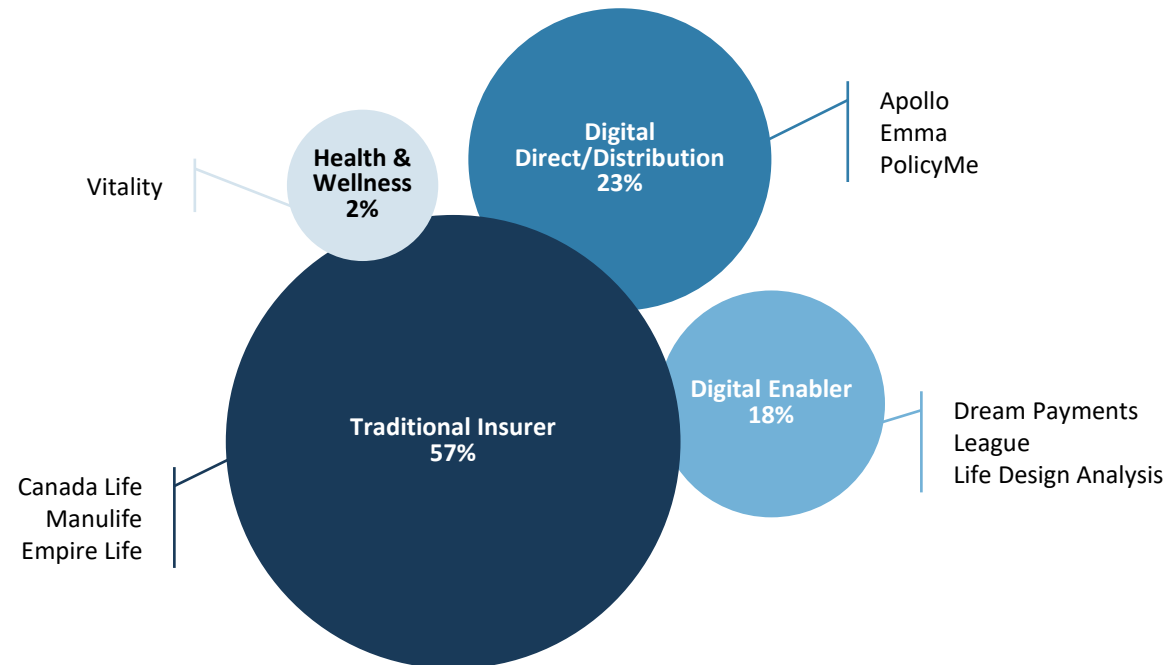 Digital
Direct/Distribution
23%
Apollo
Emma
PolicyMe
Health &
Wellness
2%
Vitality
Digital Enabler
18%
Dream Payments
League
Life Design Analysis
Traditional Insurer
57%
Canada Life
Manulife
Empire Life